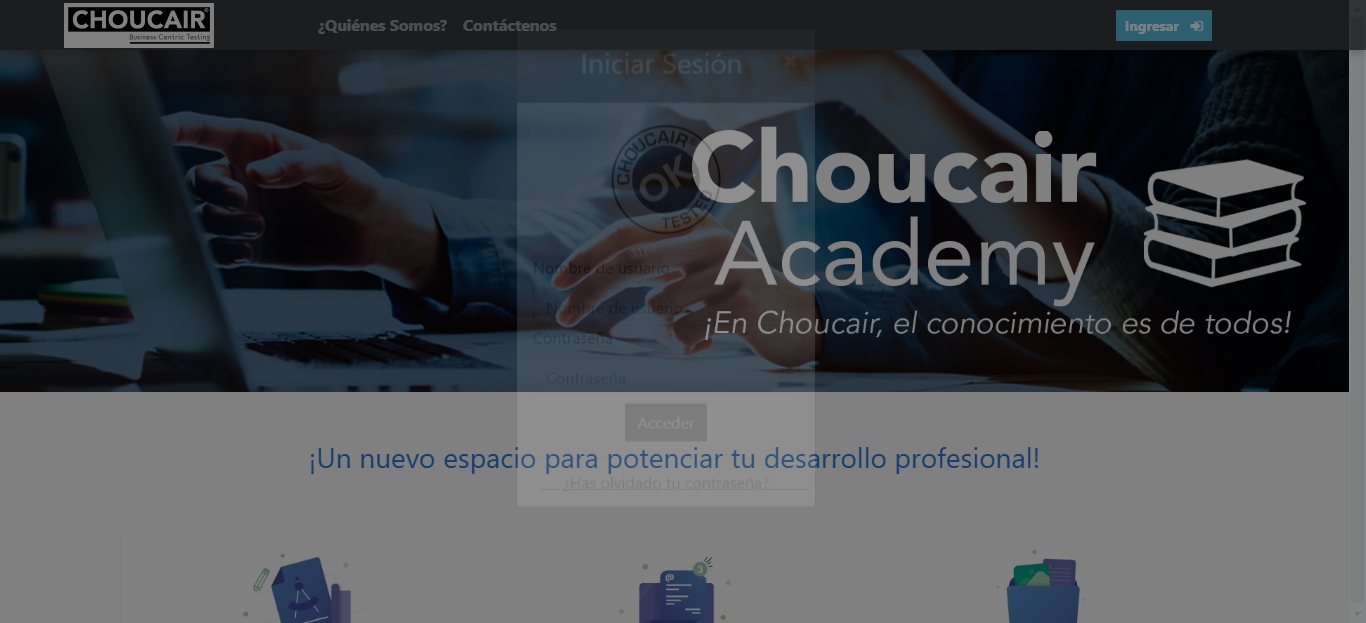 CHOUCAIR
Business Centric Testing
¿Quiénes Somos?
Contáctenos
Ingresar
Iniciar Sesión
×
CHOUCAIR
OK
TESTED
Choucair
Academy
¡En Choucair, el conocimiento es de todos!
Nombre de usuario
Nombre de usuario
Contraseña
Contraseña
Acceder
¡Un nuevo espacio para potenciar tu desarrollo profesional!
¿Has olvidado tu contraseña?
3